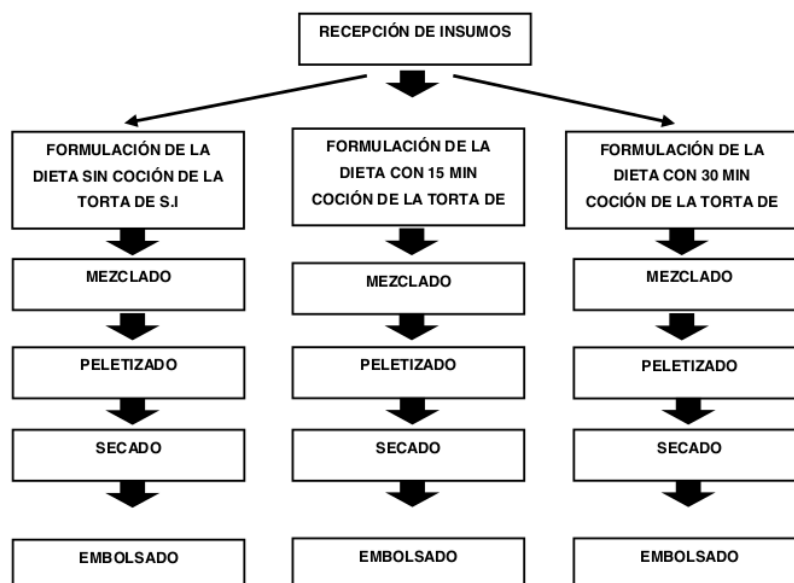 RECEPCIÓN DE INSUMOS
FORMULACIÓN DE LA
DIETA SIN COCIÓN DE LA
TORTA DE S.I
FORMULACIÓN DE LA
DIETA CON 15 MIN
COCIÓN DE LA TORTA DE
FORMULACIÓN DE LA
DIETA CON 30 MIN
COCIÓN DE LA TORTA DE
MEZCLADO
MEZCLADO
MEZCLADO
PELETIZADO
PELETIZADO
PELETIZADO
SECADO
SECADO
SECADO
EMBOLSADO
EMBOLSADO
EMBOLSADO